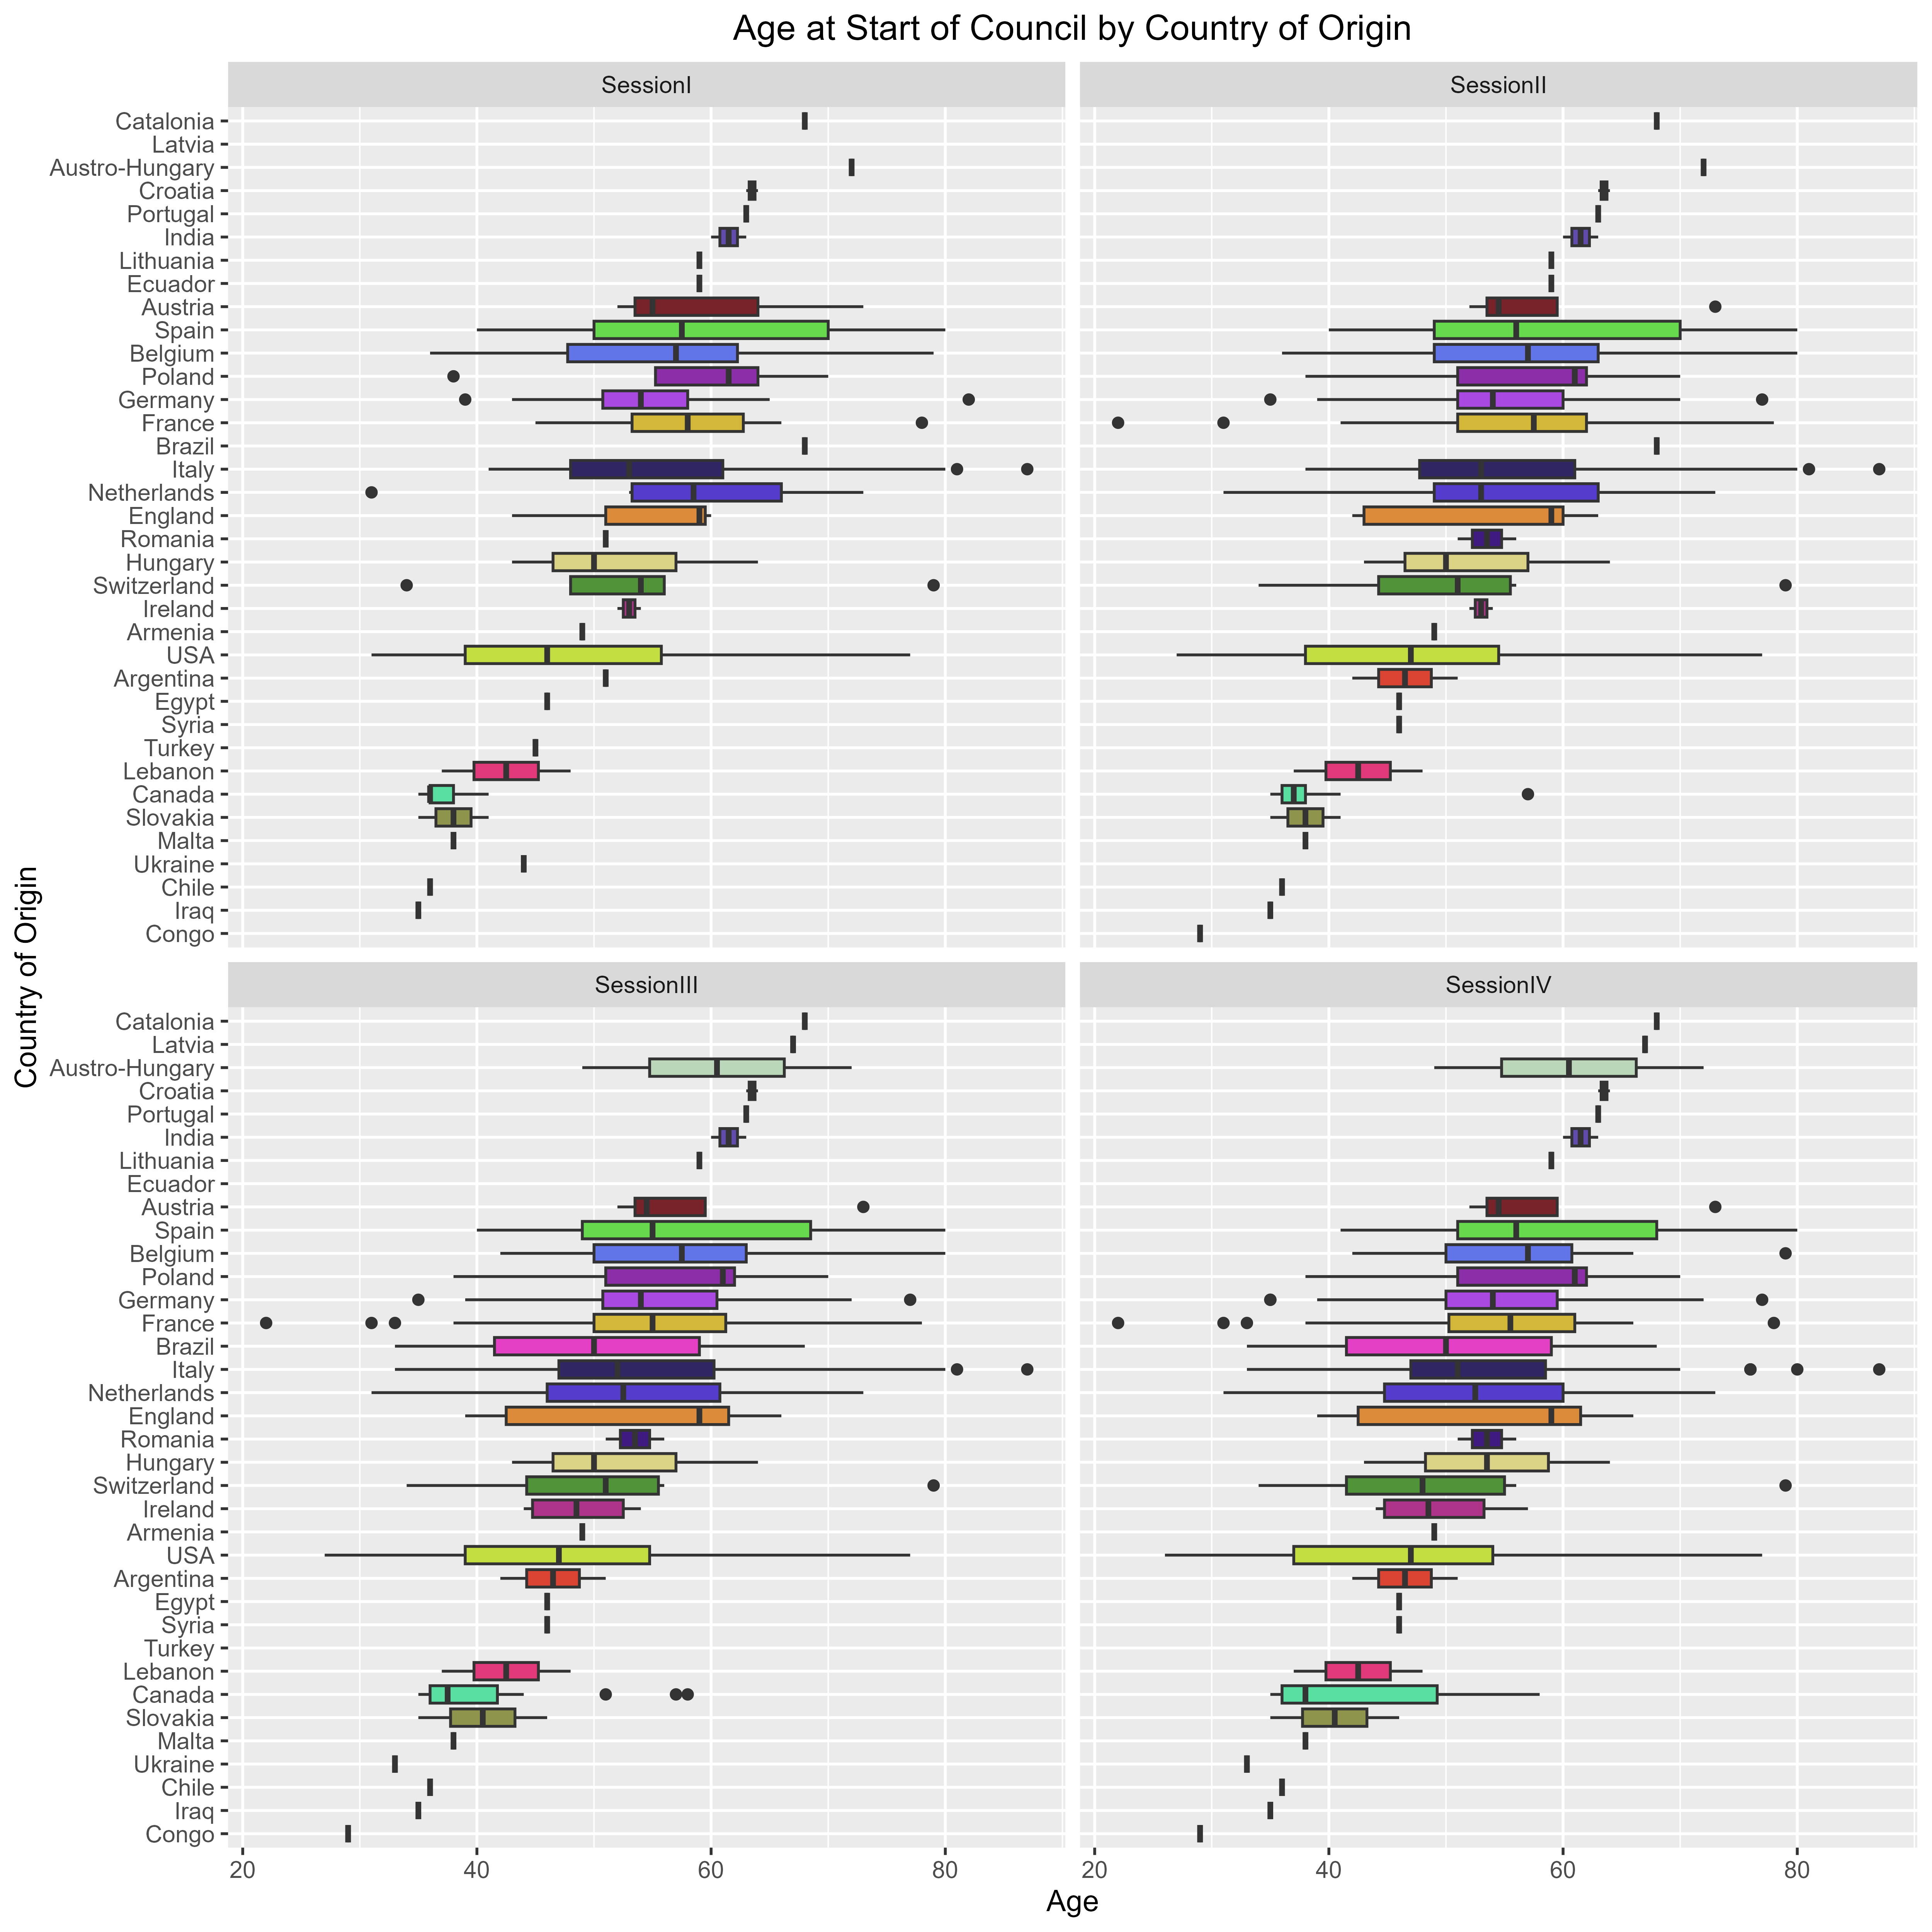 Age at Start of Council by Country of Origin
SessionI
SessionII
Catalonia
Latvia
Austro-Hungary
Croatia
Portugal
India
Lithuania
Ecuador
Austria
Spain
Belgium
Poland
Germany
France
Brazil
Italy
Netherlands
England
Romania
Hungary
Switzerland
Ireland
Armenia
USA
Argentina
Egypt
Syria
Turkey
Lebanon
Canada
Slovakia
Malta
Ukraine
Chile
Iraq
Congo
Country of Origin
SessionIII
SessionIV
Catalonia
Latvia
Austro-Hungary
Croatia
Portugal
India
Lithuania
Ecuador
Austria
Spain
Belgium
Poland
Germany
France
Brazil
Italy
Netherlands
England
Romania
Hungary
Switzerland
Ireland
Armenia
USA
Argentina
Egypt
Syria
Turkey
Lebanon
Canada
Slovakia
Malta
Ukraine
Chile
Iraq
Congo
20 40 60 80
20 40 60 80
Age